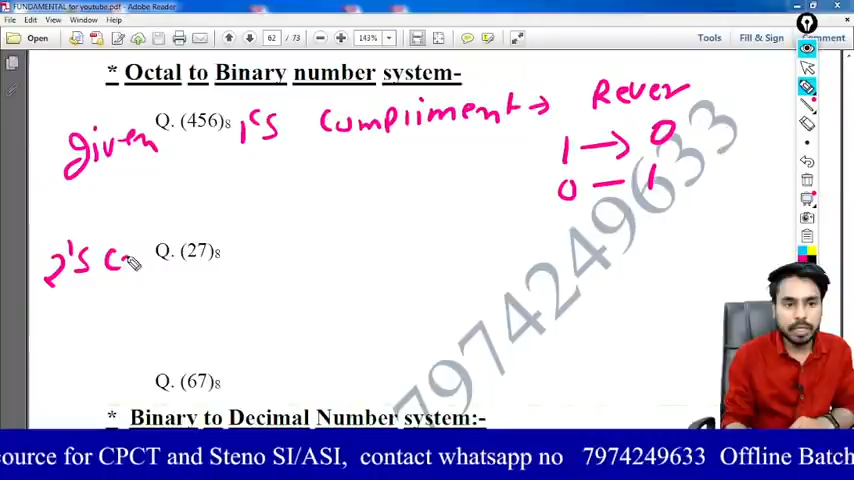 FUNDAMENTAL for youtube.pdf - Adobe Reader
File Edit View Window Help
Open 62 / 73 143% Tools Fill & Sign Comment
* Octal to Binary number system-
Q. (456)₈
given 1'S Compliment → Rever
1 → 0
0 — 1
Q. (27)₈
2'S C
7974249633
Q. (67)₈
* Binary to Decimal Number system:-
ource for CPCT and Steno SI/ASI, contact whatsapp no 7974249633 Offline Batch